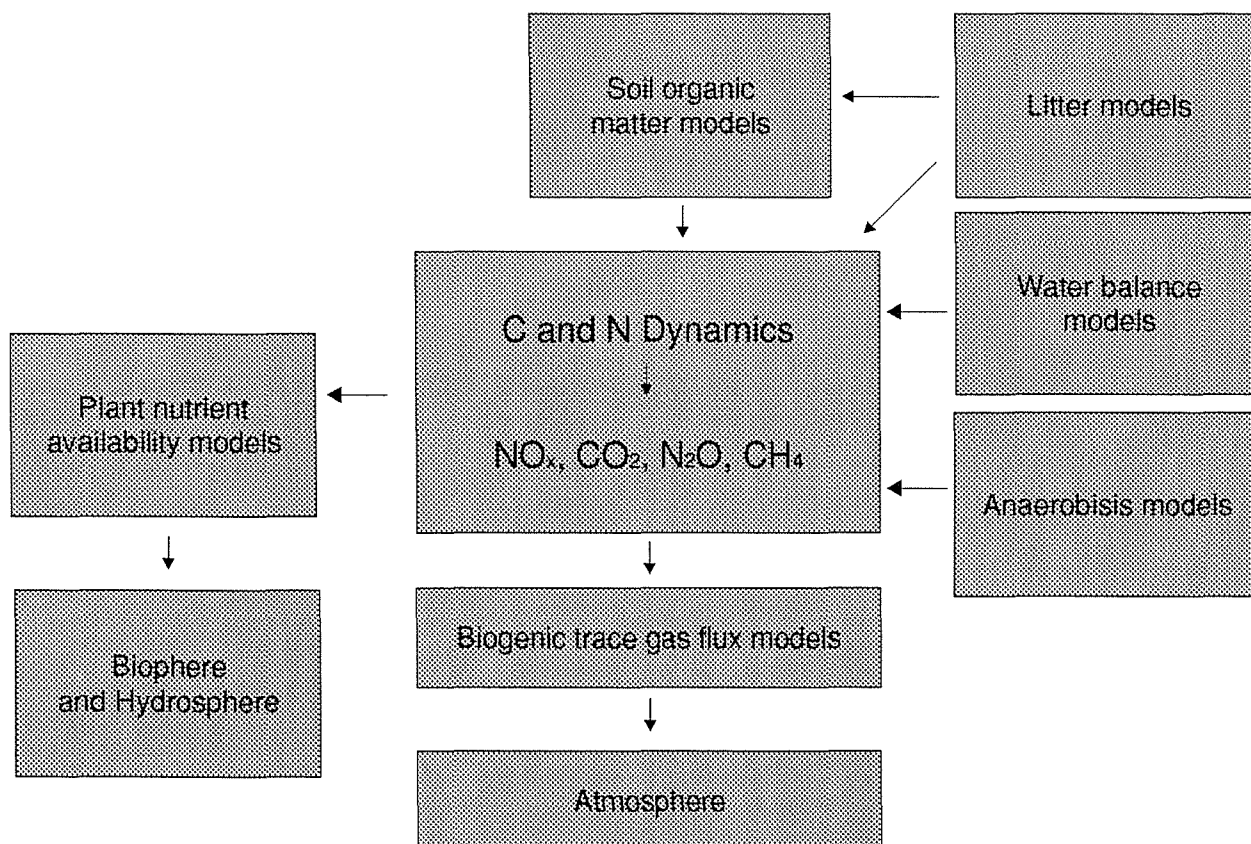 Soil organic
matter models
Litter models
Water balance
models
C and N Dynamics
NOₓ, CO₂, N₂O, CH₄
Plant nutrient
availability models
Anaerobisis models
Biogenic trace gas flux models
Biophere
and Hydrosphere
Atmosphere